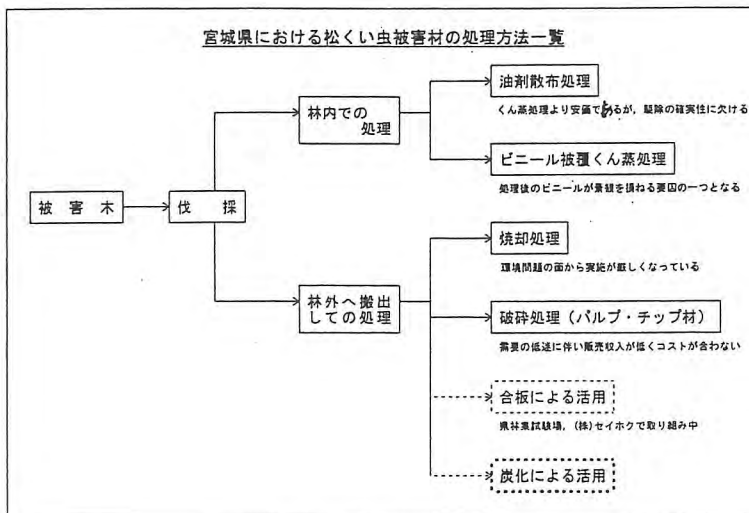 宮城県における松くい虫被害材の処理方法一覧
油剤散布処理
くん蒸処理より安価であるが，駆除の確実性に欠ける
林内での
処理
ビニール被覆くん蒸処理
処理後のビニールが景観を損ねる要因の一つとなる
被害木
伐採
焼却処理
環境問題の面から実施が厳しくなっている
林外へ搬出
しての処理
破砕処理（パルプ・チップ材）
需要の低迷に伴い販売収入が低くコストが合わない
合板による活用
県林業試験場，(株)セイホクで取り組み中
炭化による活用